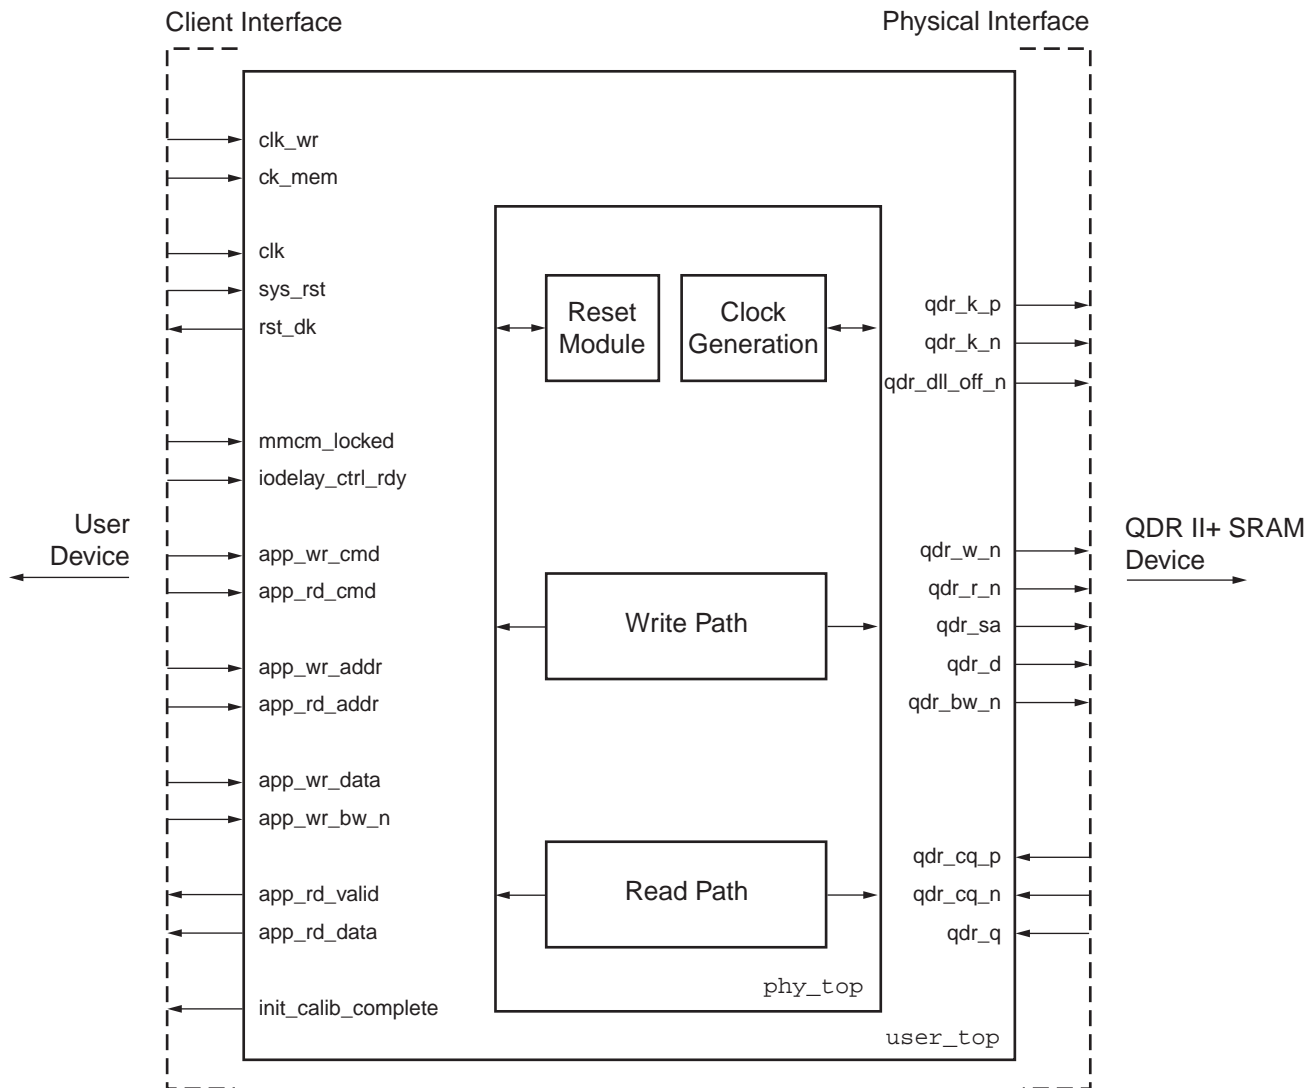 Client Interface
Physical Interface
clk_wr
ck_mem
clk
sys_rst
rst_dk
mmcm_locked
iodelay_ctrl_rdy
User
Device
app_wr_cmd
app_rd_cmd
app_wr_addr
app_rd_addr
app_wr_data
app_wr_bw_n
app_rd_valid
app_rd_data
init_calib_complete
Reset
Module
Clock
Generation
Write Path
Read Path
phy_top
user_top
qdr_k_p
qdr_k_n
qdr_dll_off_n
qdr_w_n
qdr_r_n
qdr_sa
qdr_d
qdr_bw_n
qdr_cq_p
qdr_cq_n
qdr_q
QDR II+ SRAM
Device